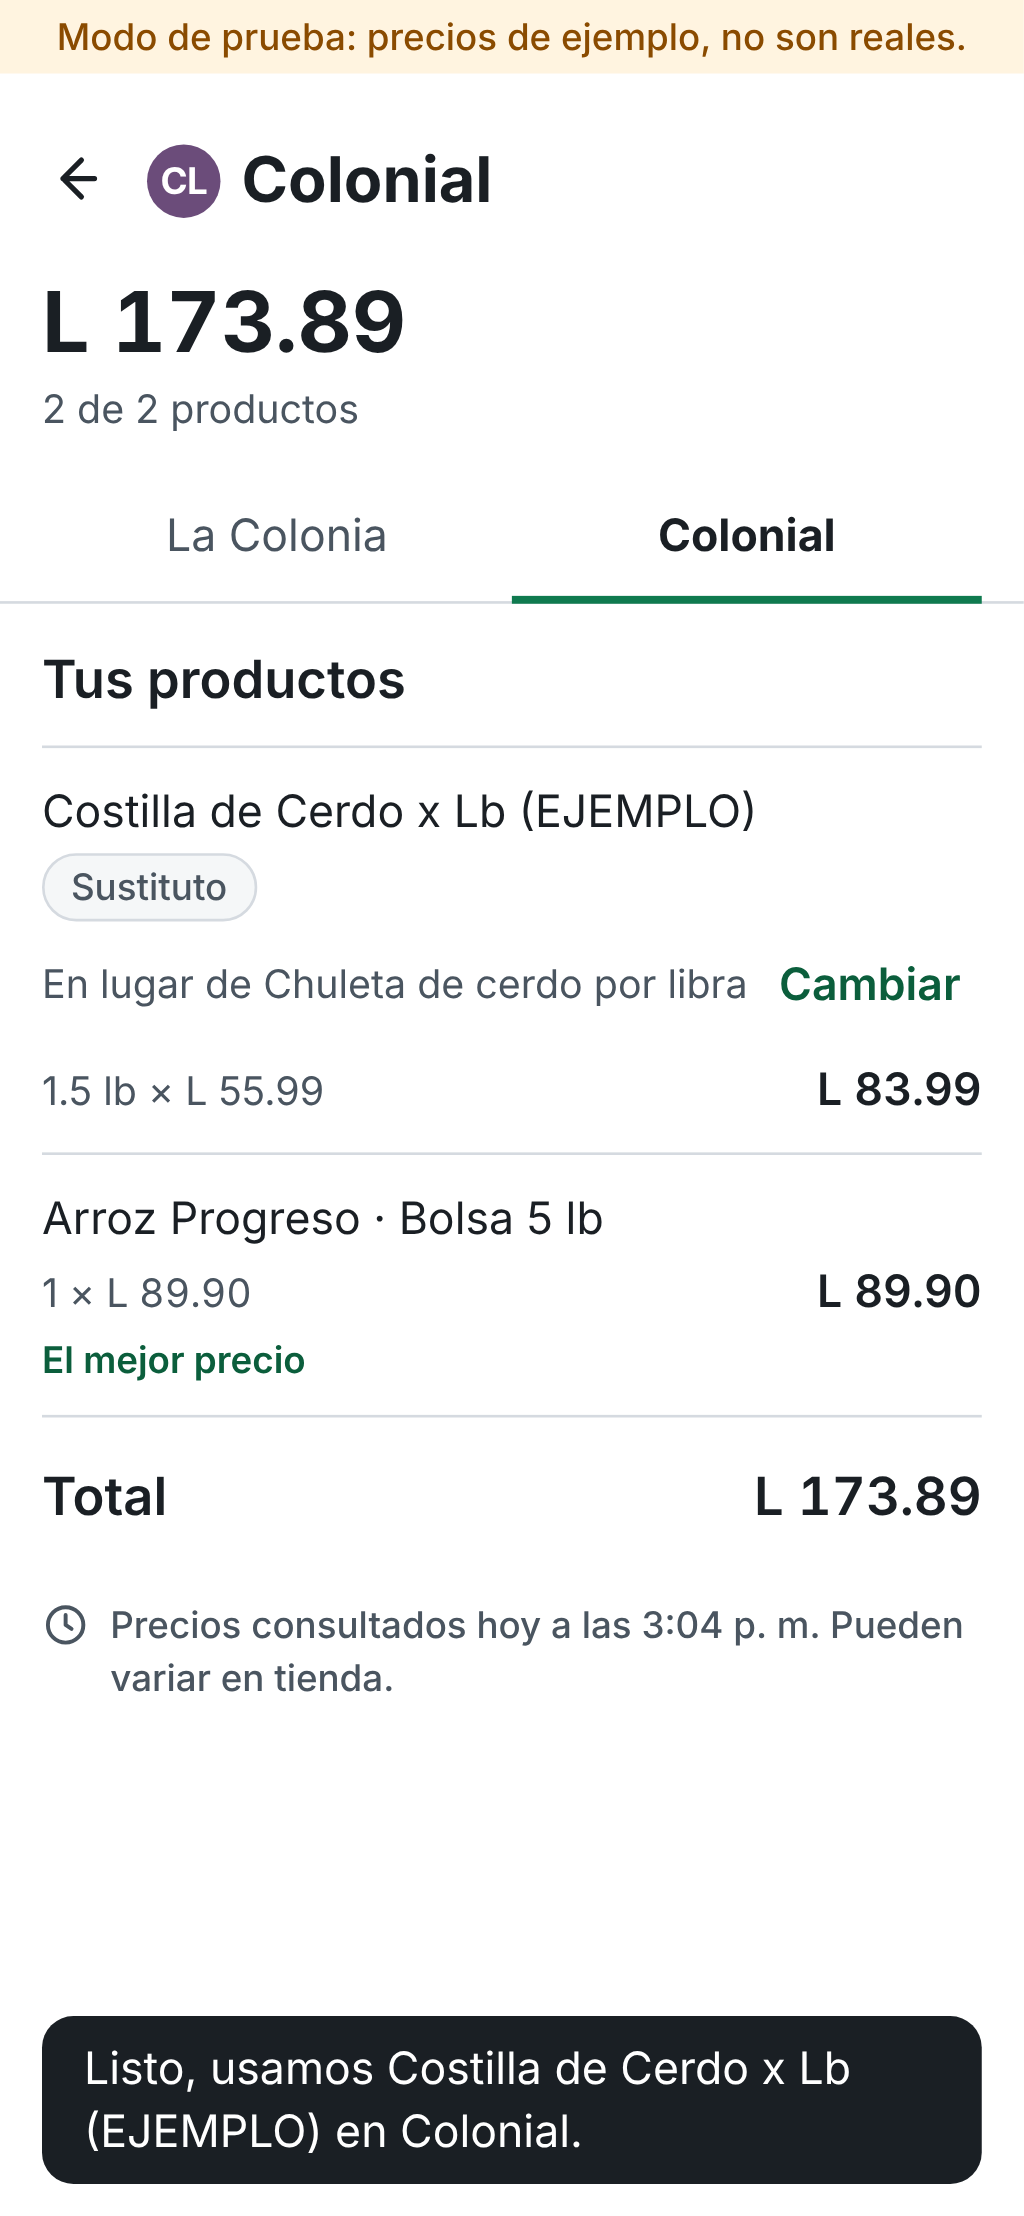 Modo de prueba: precios de ejemplo, no son reales.
CL Colonial
L 173.89
2 de 2 productos
La Colonia Colonial
Tus productos
Costilla de Cerdo x Lb (EJEMPLO)
Sustituto
En lugar de Chuleta de cerdo por libra Cambiar
1.5 lb × L 55.99 L 83.99
Arroz Progreso · Bolsa 5 lb
1 × L 89.90 L 89.90
El mejor precio
Total L 173.89
Precios consultados hoy a las 3:04 p. m. Pueden
variar en tienda.
Listo, usamos Costilla de Cerdo x Lb
(EJEMPLO) en Colonial.